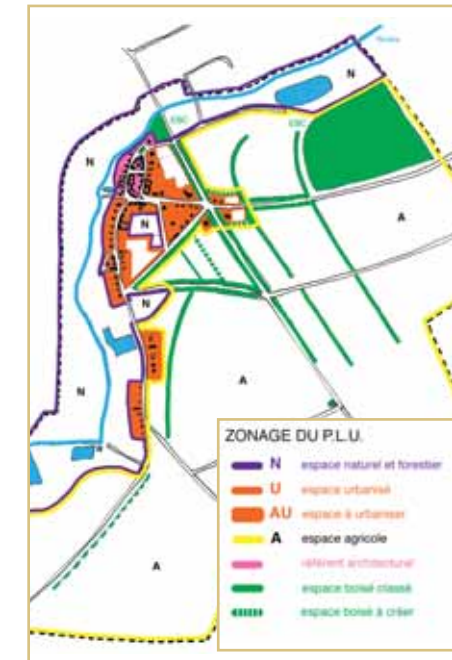 Rivière
N
EBC
EBC
N
A
N
N
A
N
A
ZONAGE DU P.L.U.
N espace naturel et forestier
U espace urbanisé
AU espace à urbaniser
A espace agricole
référent architectural
espace boisé classé
espace boisé à créer